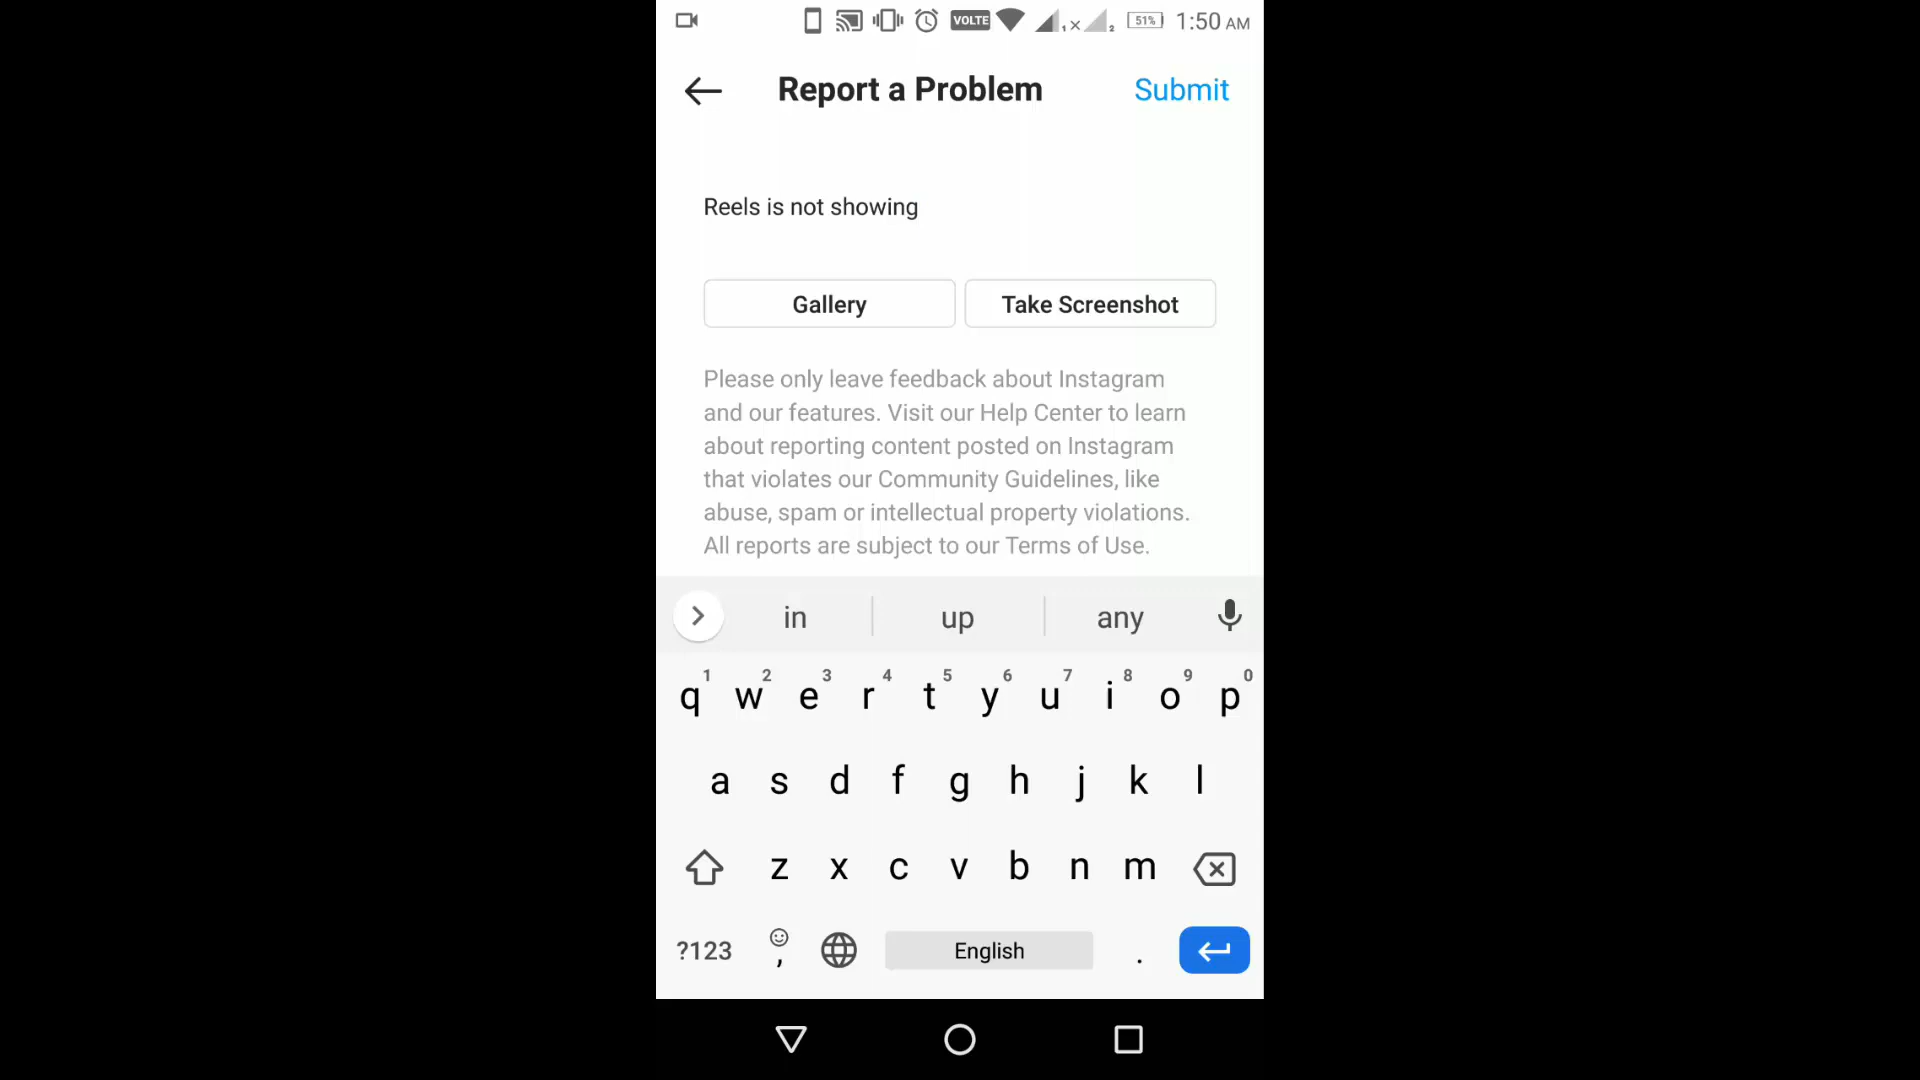 VOLTE 1 x 2 51% 1:50 AM
Report a Problem Submit
Reels is not showing
Gallery Take Screenshot
Please only leave feedback about Instagram
and our features. Visit our Help Center to learn
about reporting content posted on Instagram
that violates our Community Guidelines, like
abuse, spam or intellectual property violations.
All reports are subject to our Terms of Use.
in up any
1 2 3 4 5 6 7 8 9 0
q w e r t y u i o p
a s d f g h j k l
z x c v b n m
?123 , English .